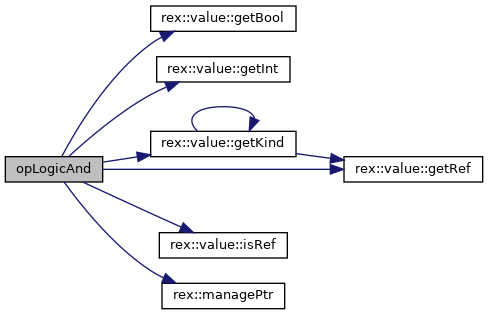 rex::value::getBool
rex::value::getInt
rex::value::getKind
opLogicAnd
rex::value::getRef
rex::value::isRef
rex::managePtr